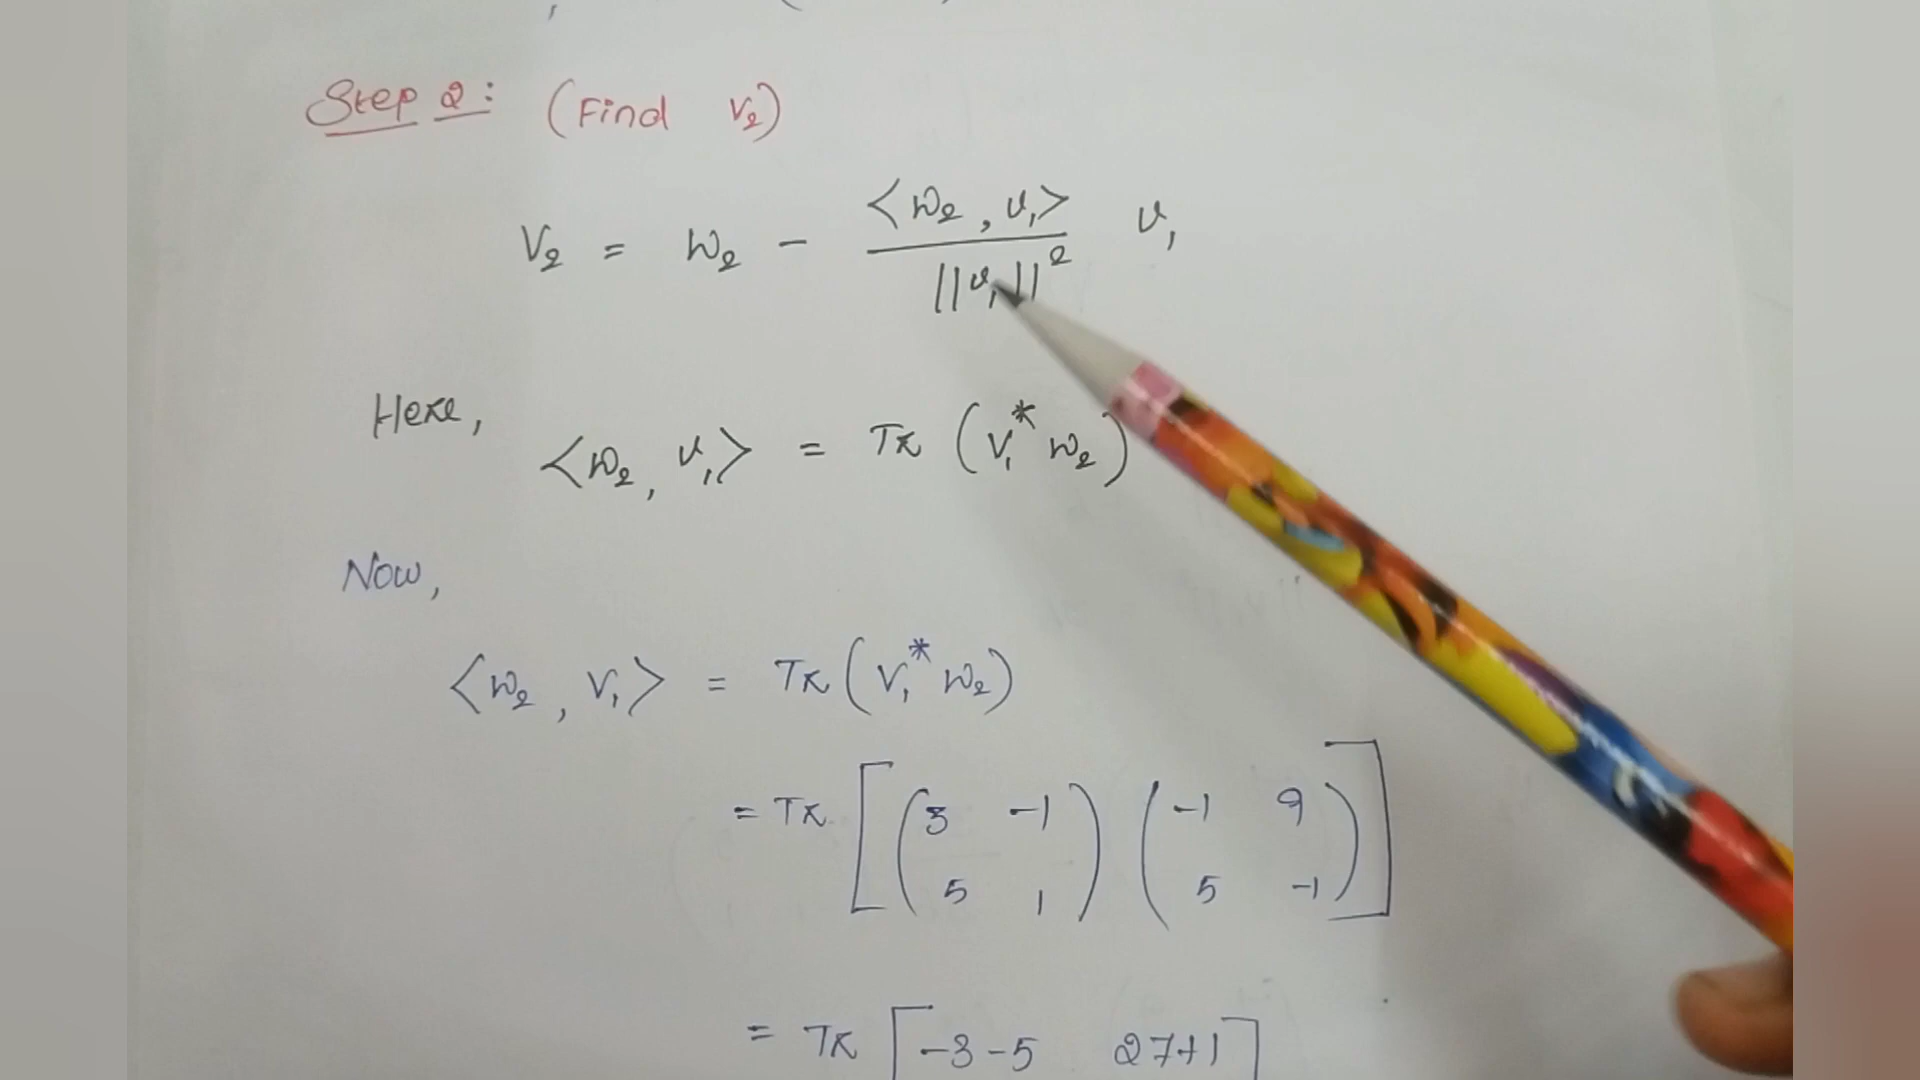 Step 2: (Find V₂)
V₂ = w₂ - <w₂, v₁> / ||v₁||² v₁
Here,
<w₂, v₁> = Tr (V₁* w₂)
Now,
<w₂, V₁> = Tr (V₁* w₂)
= Tr [ ( 3 -1 ) ( -1 9 ) ]
( 5 1 ) ( 5 -1 )
= Tr [ -3-5 27+1 ]